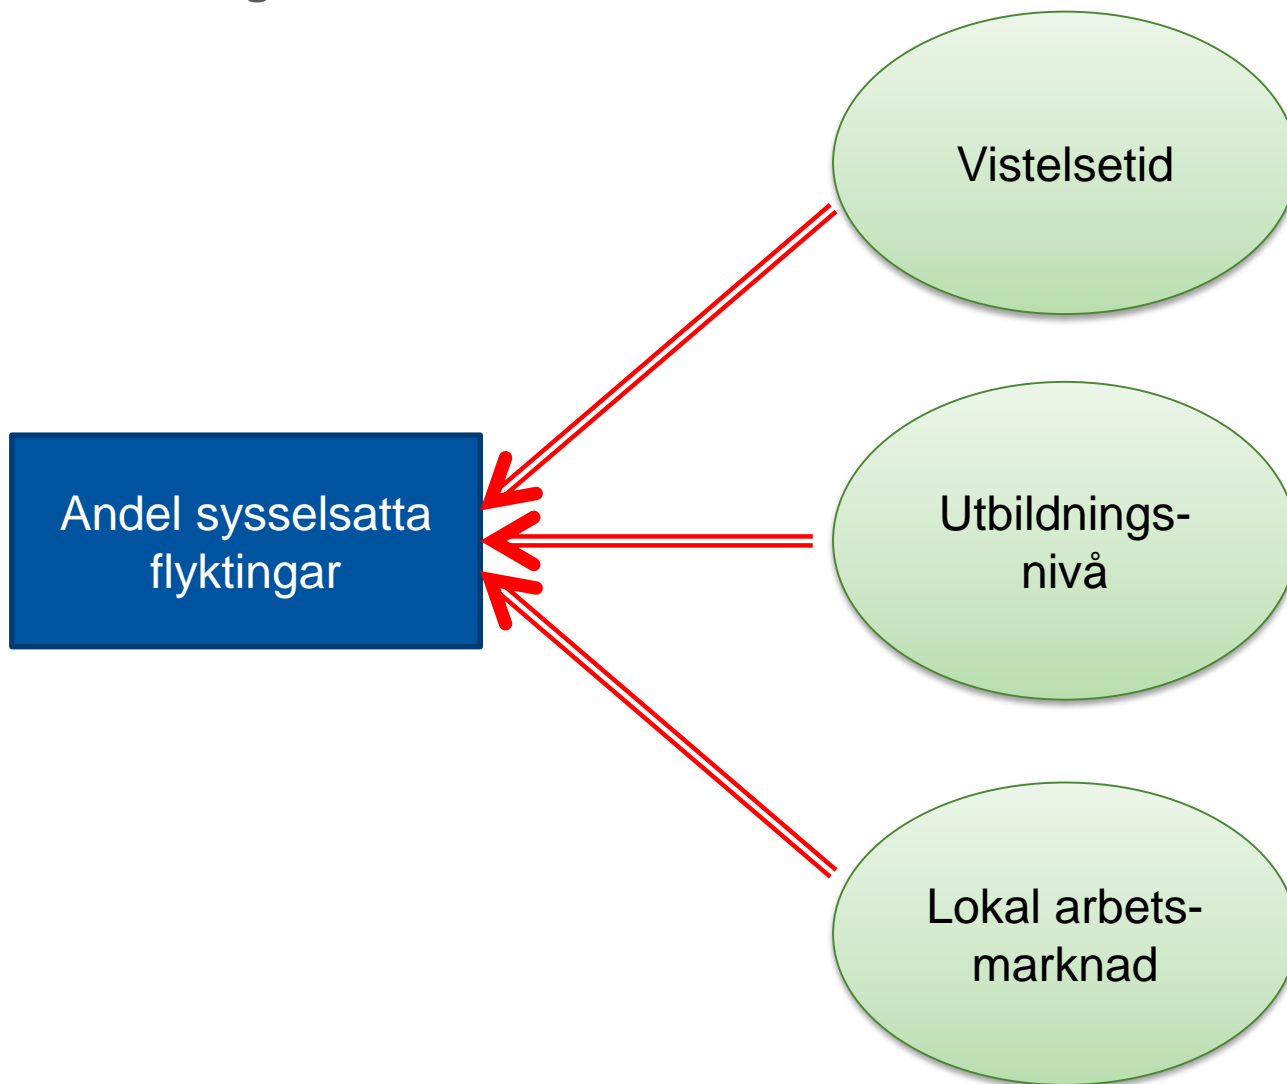 Vistelsetid
Andel sysselsatta
flyktingar
Utbildnings-
nivå
Lokal arbets-
marknad